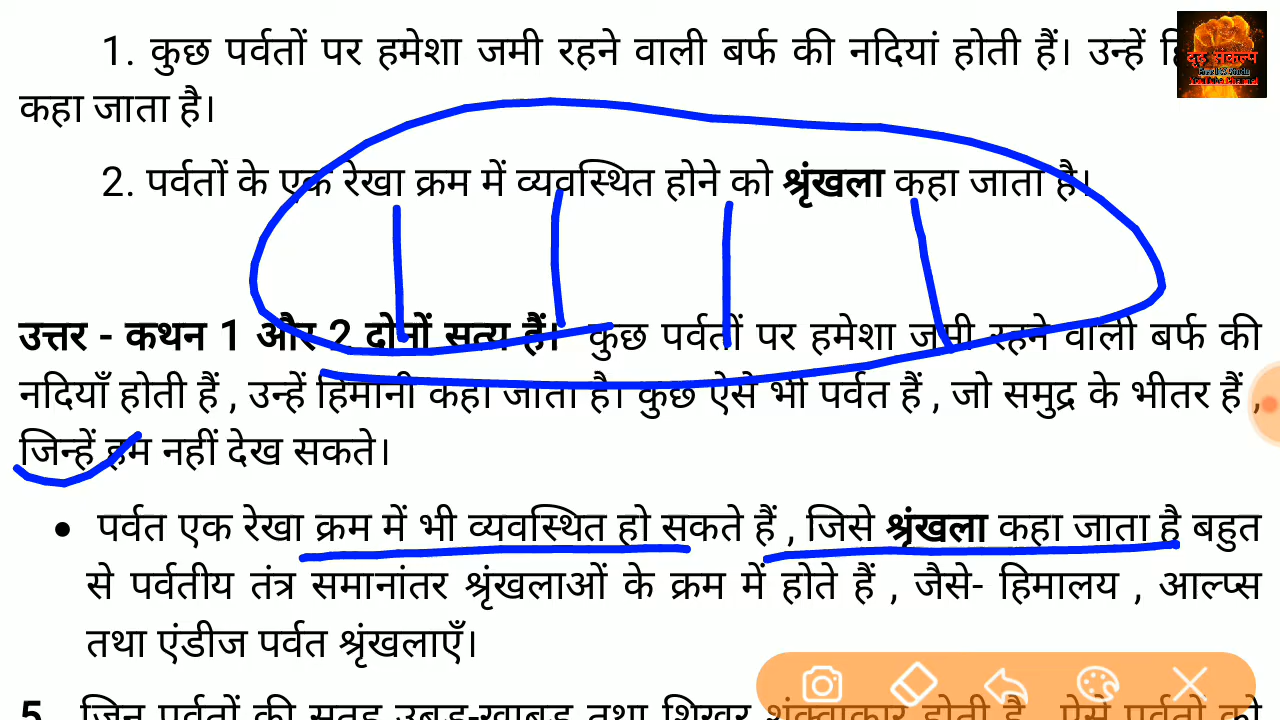 1. कुछ पर्वतों पर हमेशा जमी रहने वाली बर्फ की नदियां होती हैं। उन्हें
कहा जाता है।
2. पर्वतों के एक रेखा क्रम में व्यवस्थित होने को श्रृंखला कहा जाता है।
उत्तर - कथन 1 और 2 दोनों सत्य हैं। कुछ पर्वतों पर हमेशा जमी रहने वाली बर्फ की
नदियाँ होती हैं , उन्हें हिमानी कहा जाता है। कुछ ऐसे भी पर्वत हैं , जो समुद्र के भीतर हैं ,
जिन्हें हम नहीं देख सकते।
• पर्वत एक रेखा क्रम में भी व्यवस्थित हो सकते हैं , जिसे श्रृंखला कहा जाता है बहुत
से पर्वतीय तंत्र समानांतर श्रृंखलाओं के क्रम में होते हैं , जैसे- हिमालय , आल्प्स
तथा एंडीज पर्वत श्रृंखलाएँ।
5. जिन पर्वतों की सतह उबड़-खाबड़ तथा शिखर शंक्वाकार होती है , ऐसे पर्वतों को
दृढ़ संकल्प